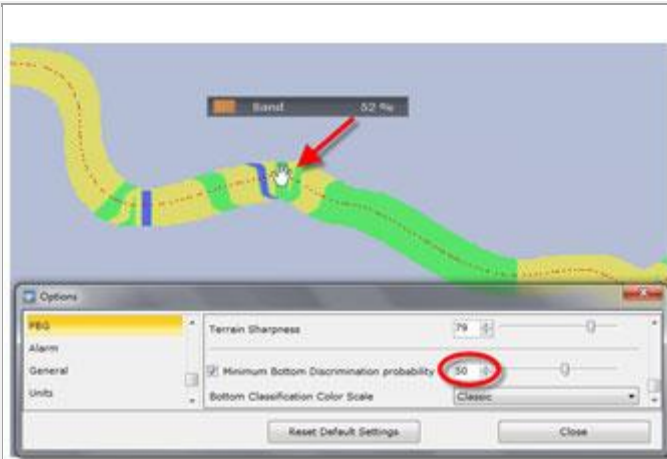 Sand 52 %
Options
PBG
Alarm
General
Units
Terrain Sharpness 79
Minimum Bottom Discrimination probability 50
Bottom Classification Color Scale Classic
Reset Default Settings Close